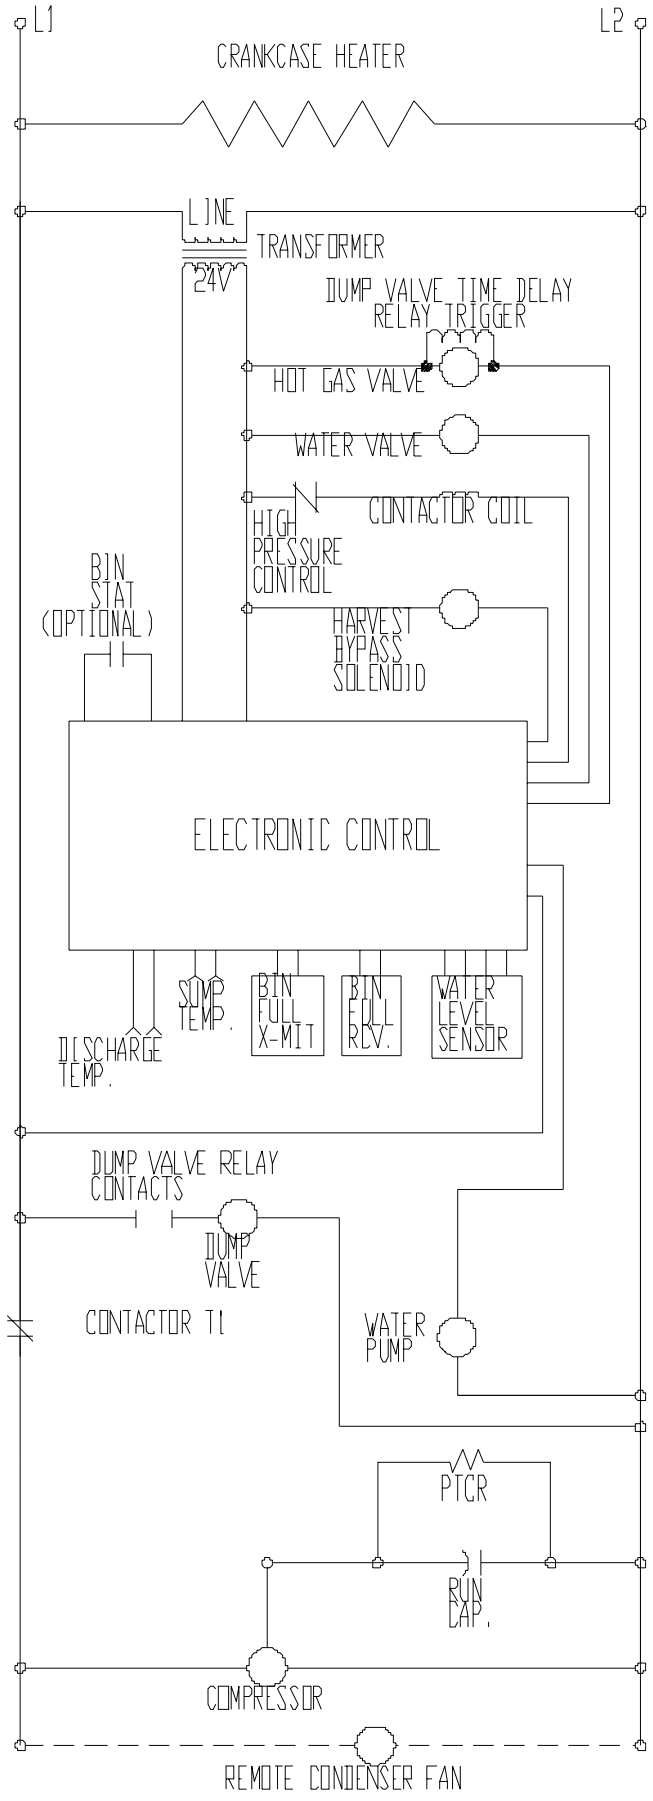 L1
L2
CRANKCASE HEATER
LINE
TRANSFORMER
24V
DUMP VALVE TIME DELAY
RELAY TRIGGER
HOT GAS VALVE
WATER VALVE
CONTACTOR COIL
HIGH
PRESSURE
CONTROL
BIN
STAT
(OPTIONAL)
HARVEST
BYPASS
SOLENOID
ELECTRONIC CONTROL
DISCHARGE
TEMP.
SUMP
TEMP.
BIN
FULL
X-MIT
BIN
FULL
RCV.
WATER
LEVEL
SENSOR
DUMP VALVE RELAY
CONTACTS
DUMP
VALVE
CONTACTOR T1
WATER
PUMP
PTCR
RUN
CAP.
COMPRESSOR
REMOTE CONDENSER FAN